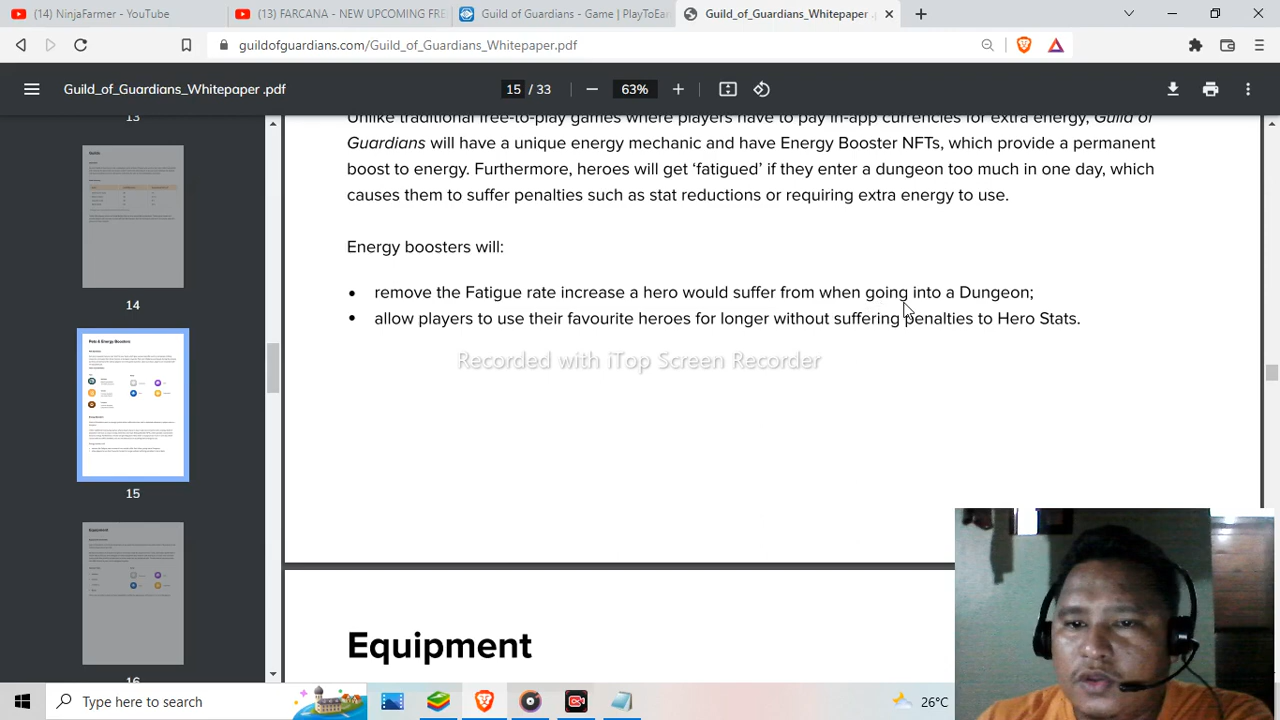 (14) NinjaFarmer - YouTube
(13) FARCANA - NEW UPCOMING FRE
Guild of Guardians - Game | PlayToEar
Guild_of_Guardians_Whitepaper .pdf
guildofguardians.com/Guild_of_Guardians_Whitepaper.pdf
Guild_of_Guardians_Whitepaper .pdf
15 / 33
63%
13
14
15
16
Unlike traditional free-to-play games where players have to pay in-app currencies for extra energy, Guild of
Guardians will have a unique energy mechanic and have Energy Booster NFTs, which provide a permanent
boost to energy. Furthermore, heroes will get ‘fatigued’ if they enter a dungeon too much in one day, which
causes them to suffer penalties such as stat reductions or requiring extra energy to use.
Energy boosters will:
• remove the Fatigue rate increase a hero would suffer from when going into a Dungeon;
• allow players to use their favourite heroes for longer without suffering penalties to Hero Stats.
Recorded with iTop Screen Recorder
Equipment
Type here to search
26°C